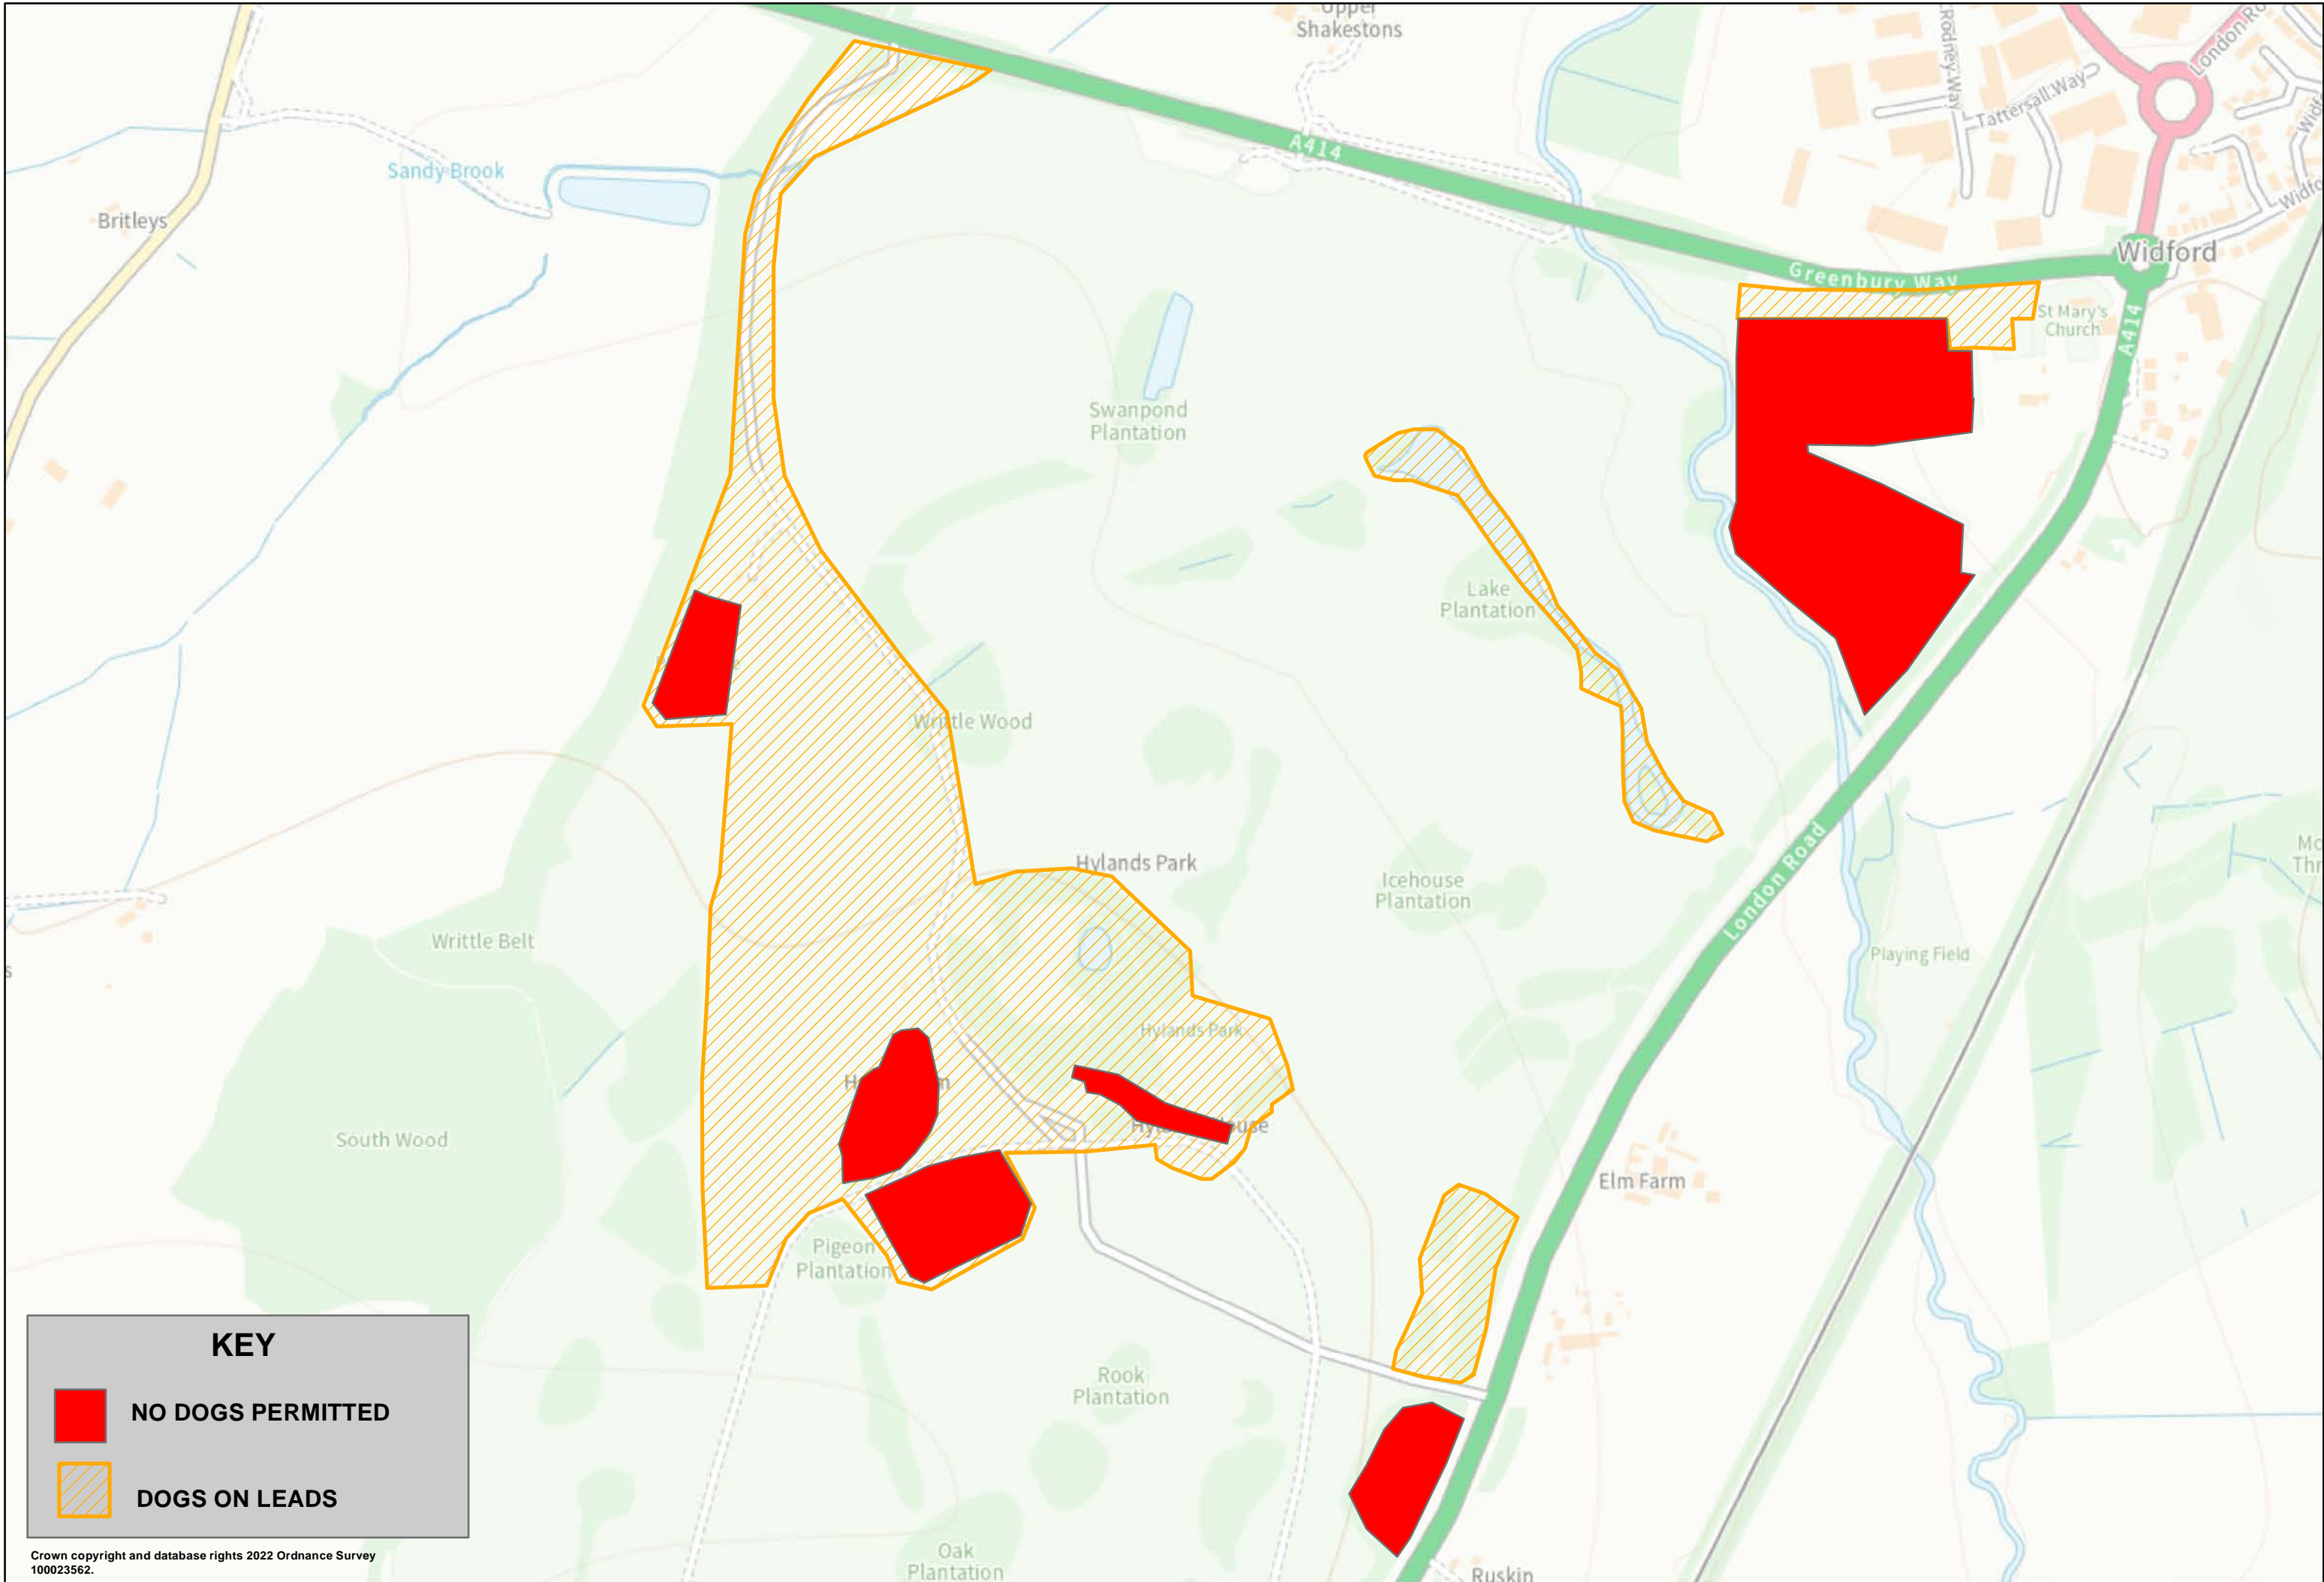 Upper
Shakestons
Rodney Way
London Ro
Tattersall Way
Sandy Brook
A414
Britleys
Widford
Greenbury Way
St Mary's
Church
A414
Swanpond
Plantation
Lake
Plantation
Writtle Wood
Hylands Park
Icehouse
Plantation
London Road
Writtle Belt
Playing Field
Hylands Park
South Wood
Elm Farm
Pigeon
Plantation
Rook
Plantation
Oak
Plantation
Ruskin
KEY
NO DOGS PERMITTED
DOGS ON LEADS
Crown copyright and database rights 2022 Ordnance Survey
100023562.